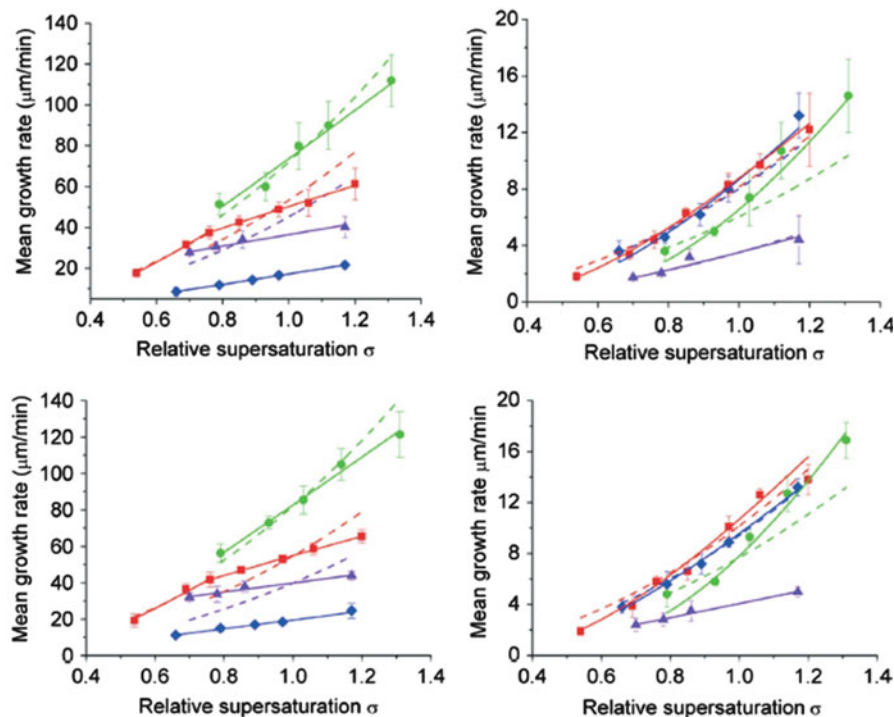 Mean growth rate (μm/min)
140
120
100
80
60
40
20
0.4 0.6 0.8 1.0 1.2 1.4
Relative supersaturation σ
Mean growth rate (μm/min)
20
16
12
8
4
0
0.4 0.6 0.8 1.0 1.2 1.4
Relative supersaturation σ
Mean growth rate (μm/min)
140
120
100
80
60
40
20
0
0.4 0.6 0.8 1.0 1.2 1.4
Relative supersaturation σ
Mean growth rate μm/min)
20
16
12
8
4
0
0.4 0.6 0.8 1.0 1.2 1.4
Relative supersaturation σ